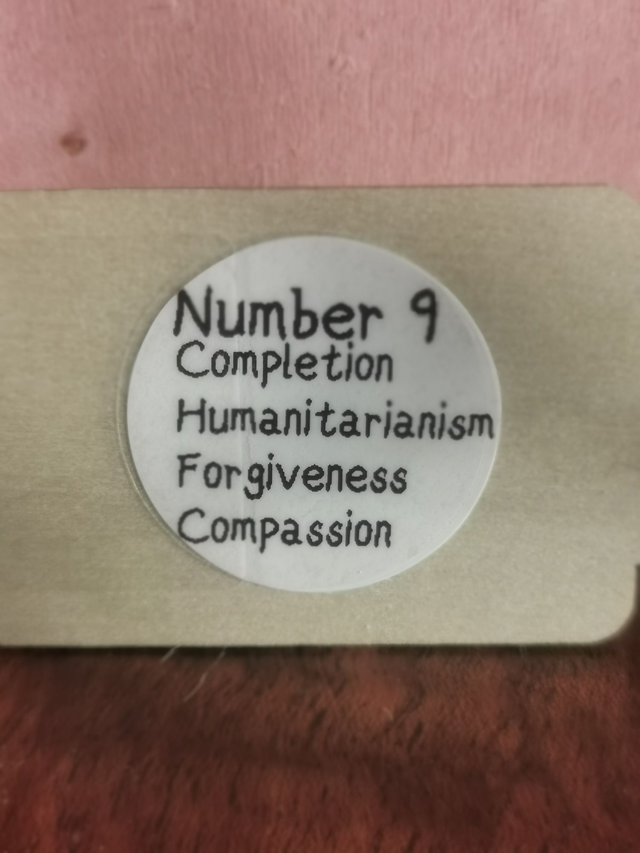 Number 9
Completion
Humanitarianism
Forgiveness
Compassion